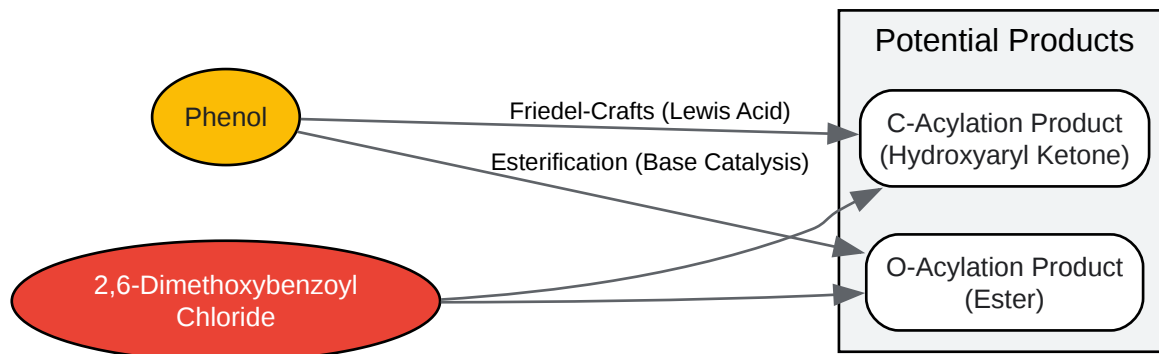 Potential Products
Phenol
Friedel-Crafts (Lewis Acid)
C-Acylation Product
(Hydroxyaryl Ketone)
Esterification (Base Catalysis)
2,6-Dimethoxybenzoyl
Chloride
O-Acylation Product
(Ester)